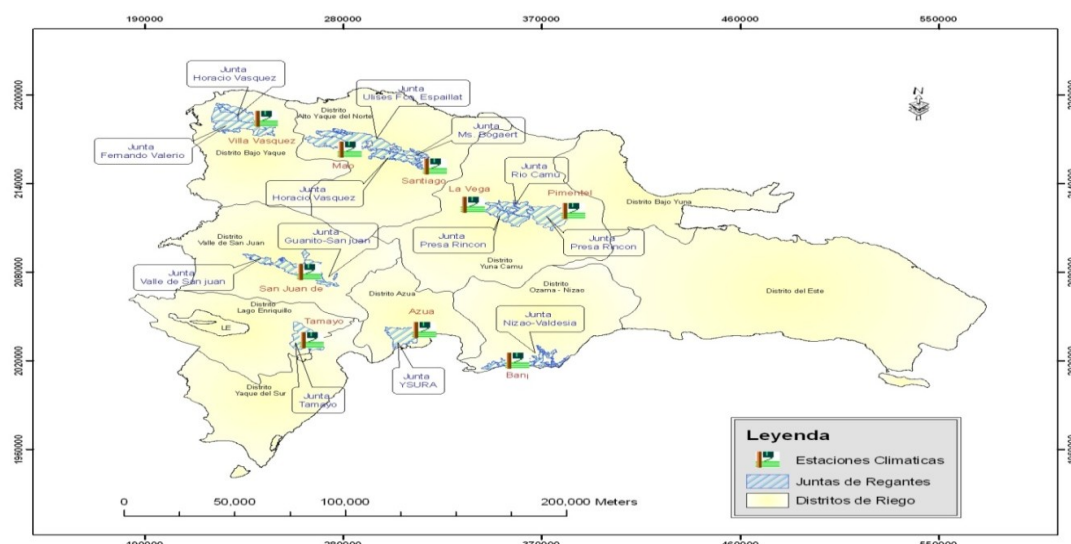 190000 280000 370000 460000 550000
2200000
2140000
2080000
2020000
1960000
Junta
Horacio Vasquez
Junta
Ulises Fco. Espaillat
Distrito
Alto Yaque del Norte
Junta
Ms. Bogaert
Villa Vasquez
Junta
Fernando Valerio
Distrito Bajo Yaque
Mao
Santiago
Junta
Horacio Vasquez
La Vega
Junta
Rio Camu
Pimentel
Distrito Bajo Yuna
Junta
Presa Rincon
Junta
Presa Rincon
Distrito
Valle de San Juan
Junta
Guanito-San juan
Distrito
Yuna Camu
Junta
Valle de San juan
San Juan de
Distrito Azua
Distrito
Ozama - Nizao
Distrito del Este
Distrito
Lago Enriquillo
LE
Tamayo
Azua
Junta
Nizao-Valdesia
Bani
Junta
YSURA
Distrito
Yaque del Sur
Junta
Tamayo
Leyenda
Estaciones Climaticas
Juntas de Regantes
Distritos de Riego
0 50,000 100,000 200,000 Meters
190000 280000 370000 460000 550000